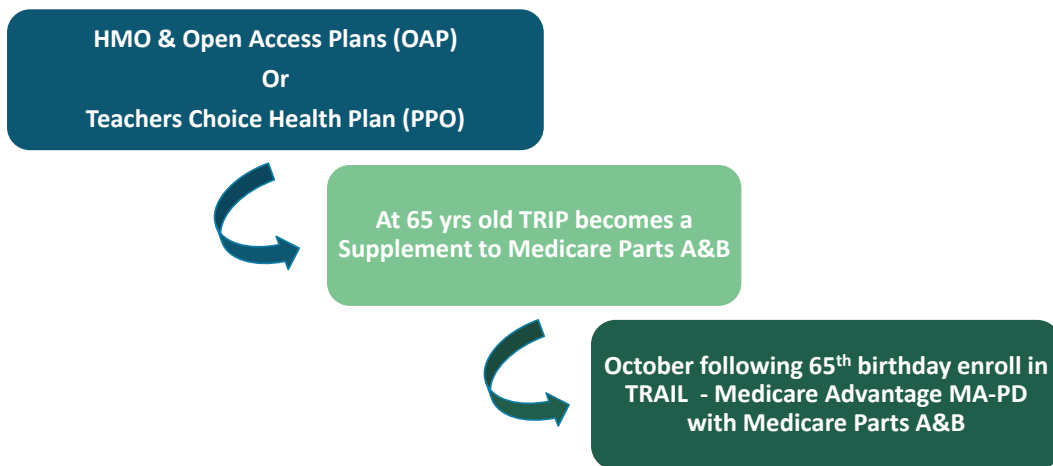 HMO & Open Access Plans (OAP)
Or
Teachers Choice Health Plan (PPO)
At 65 yrs old TRIP becomes a
Supplement to Medicare Parts A&B
October following 65th birthday enroll in
TRAIL - Medicare Advantage MA-PD
with Medicare Parts A&B